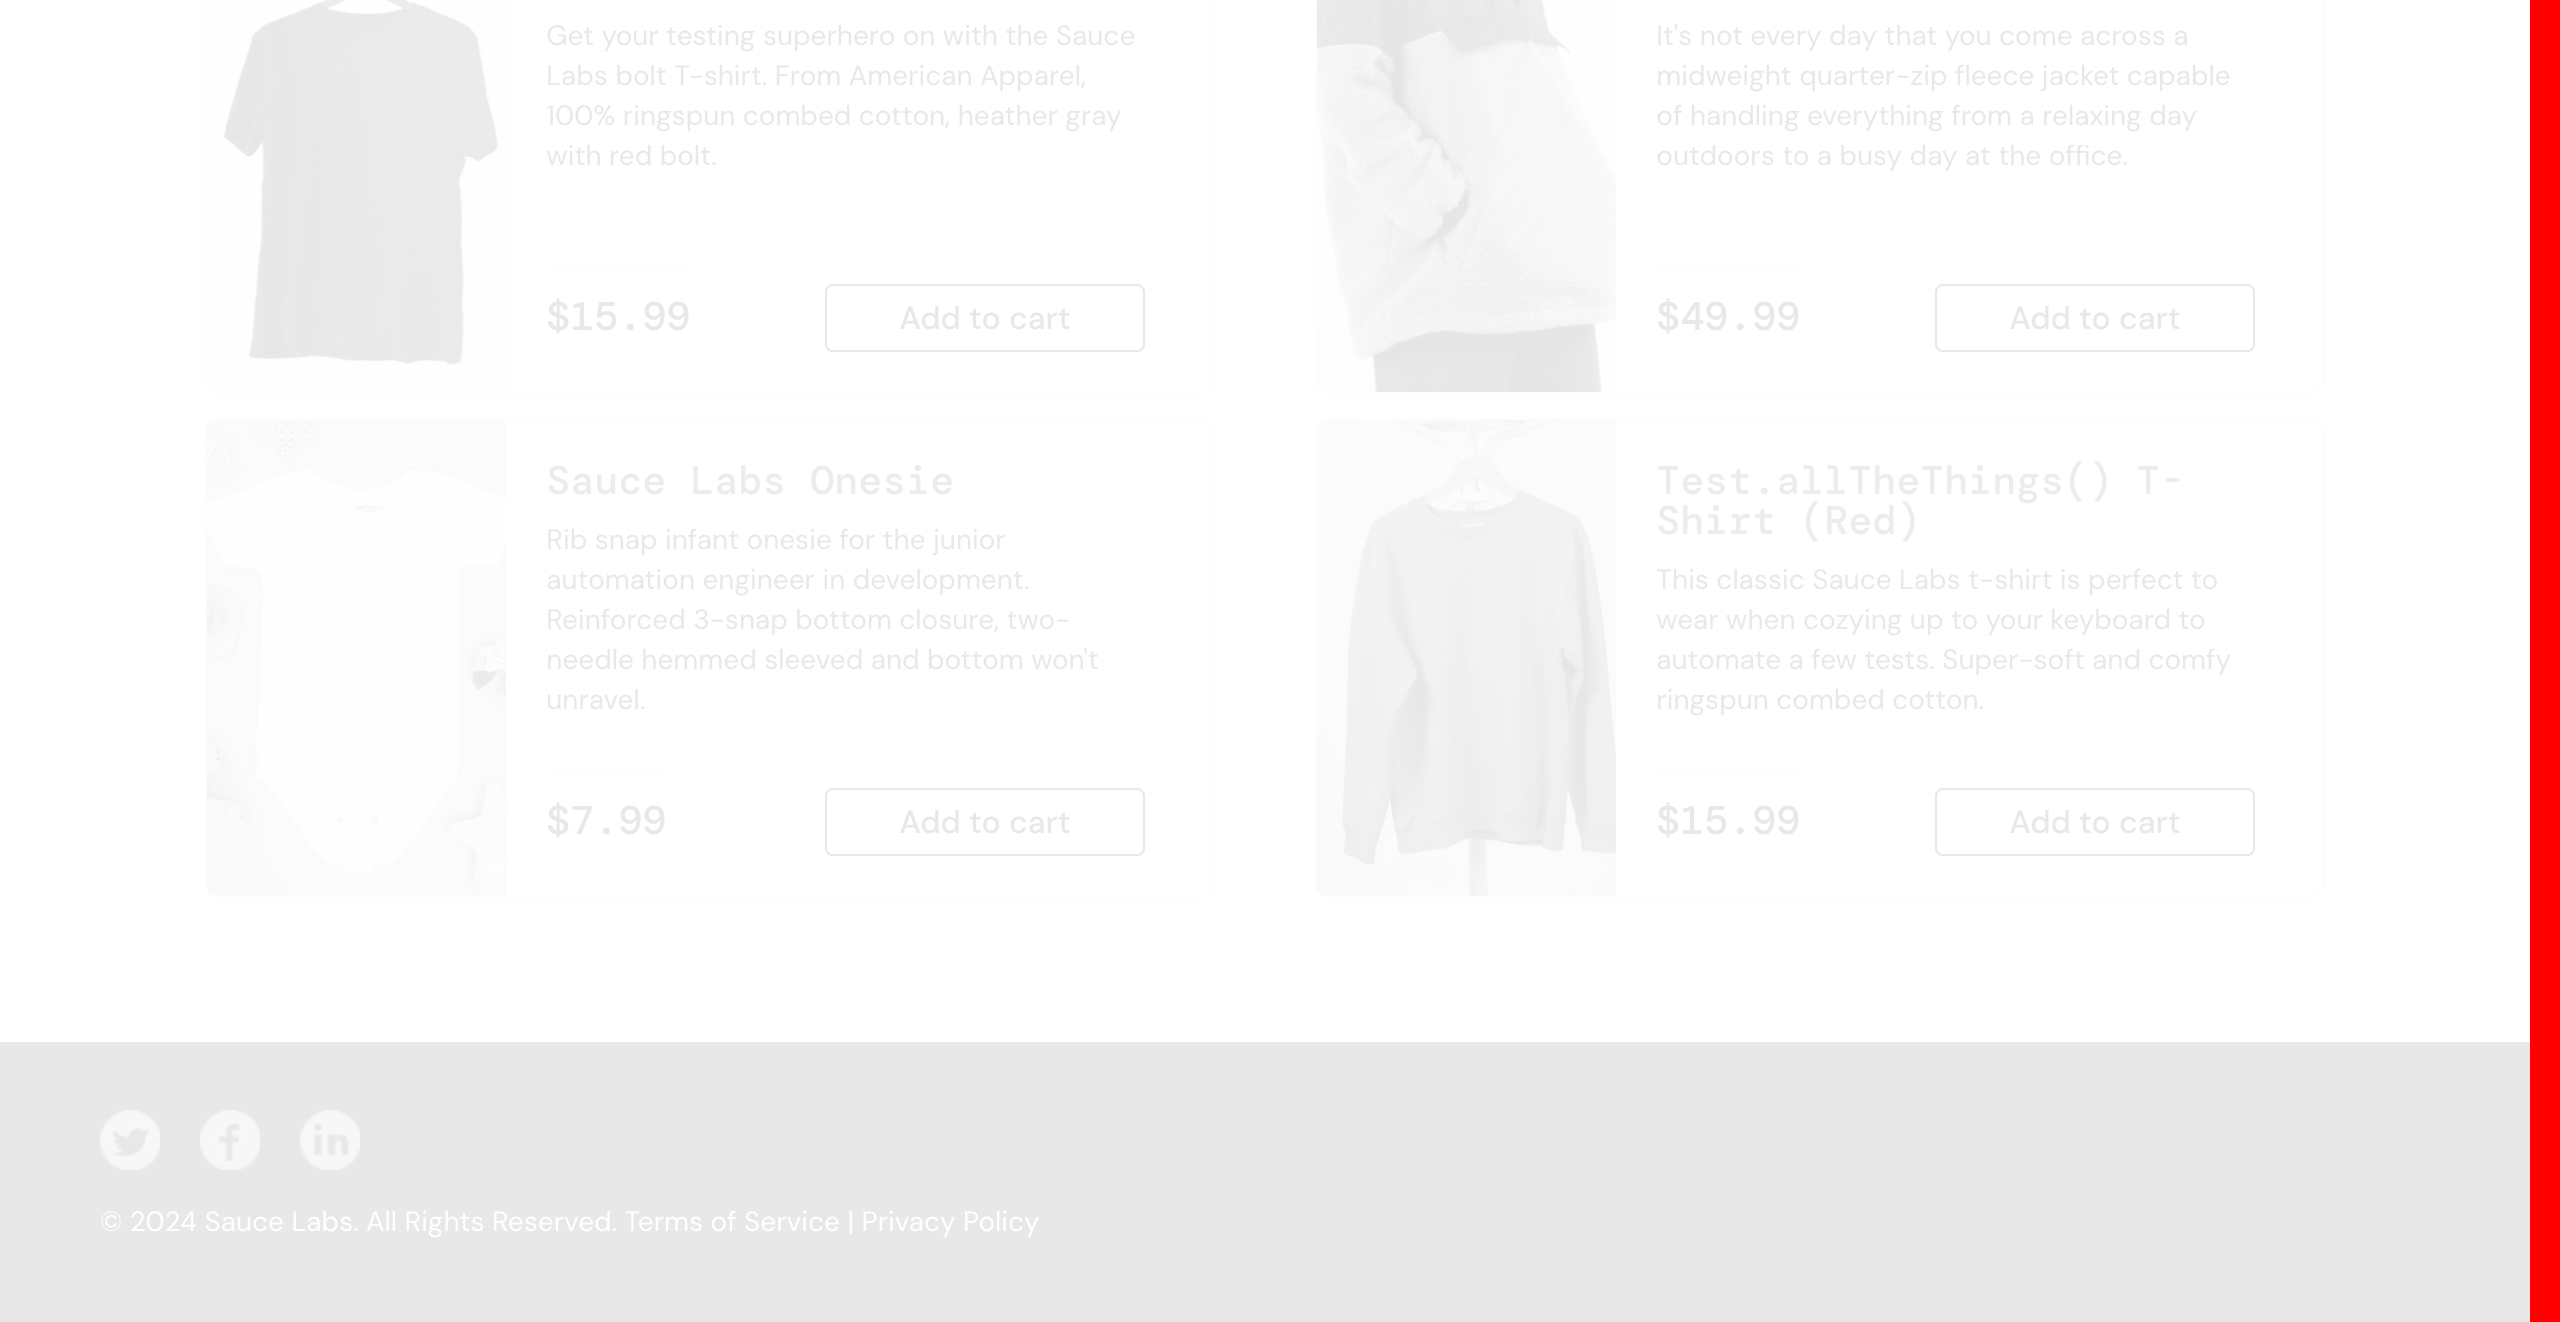 Get your testing superhero on with the Sauce
Labs bolt T-shirt. From American Apparel,
100% ringspun combed cotton, heather gray
with red bolt.
$15.99
Add to cart
It's not every day that you come across a
midweight quarter-zip fleece jacket capable
of handling everything from a relaxing day
outdoors to a busy day at the office.
$49.99
Add to cart
Sauce Labs Onesie
Rib snap infant onesie for the junior
automation engineer in development.
Reinforced 3-snap bottom closure, two-
needle hemmed sleeved and bottom won't
unravel.
$7.99
Add to cart
Test.allTheThings() T-
Shirt (Red)
This classic Sauce Labs t-shirt is perfect to
wear when cozying up to your keyboard to
automate a few tests. Super-soft and comfy
ringspun combed cotton.
$15.99
Add to cart
© 2024 Sauce Labs. All Rights Reserved. Terms of Service | Privacy Policy